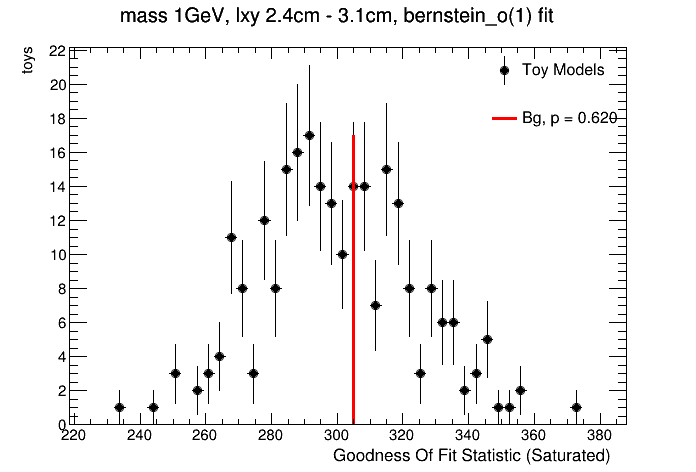 mass 1GeV, lxy 2.4cm - 3.1cm, bernstein_o(1) fit
toys
22
20
18
16
14
12
10
8
6
4
2
0
Toy Models
Bg, p = 0.620
220 240 260 280 300 320 340 360 380
Goodness Of Fit Statistic (Saturated)